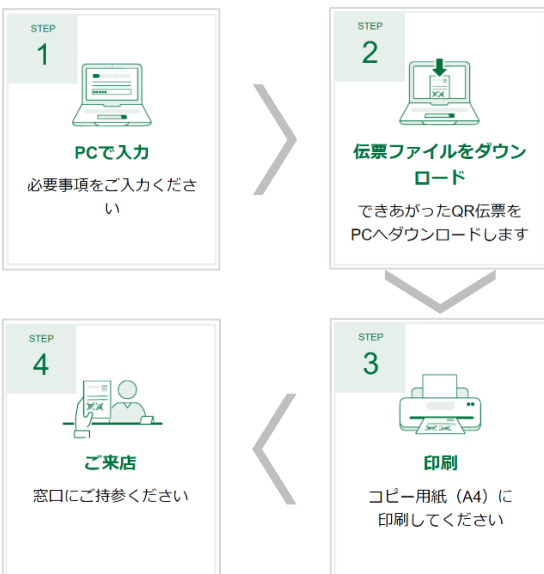 STEP
1
PCで入力
必要事項をご入力くださ
い
STEP
2
伝票ファイルをダウン
ロード
できあがったQR伝票を
PCへダウンロードします
STEP
3
印刷
コピー用紙（A4）に
印刷してください
STEP
4
ご来店
窓口にご持参ください